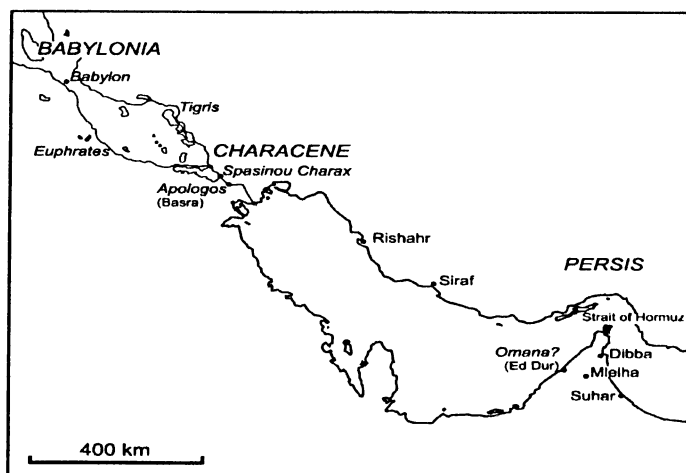 BABYLONIA
Babylon
Tigris
Euphrates
CHARACENE
Spasinou Charax
Apologos
(Basra)
Rishahr
Siraf
PERSIS
Strait of Hormuz
Omana?
(Ed Dur)
Dibba
Mleiha
Suhar
400 km